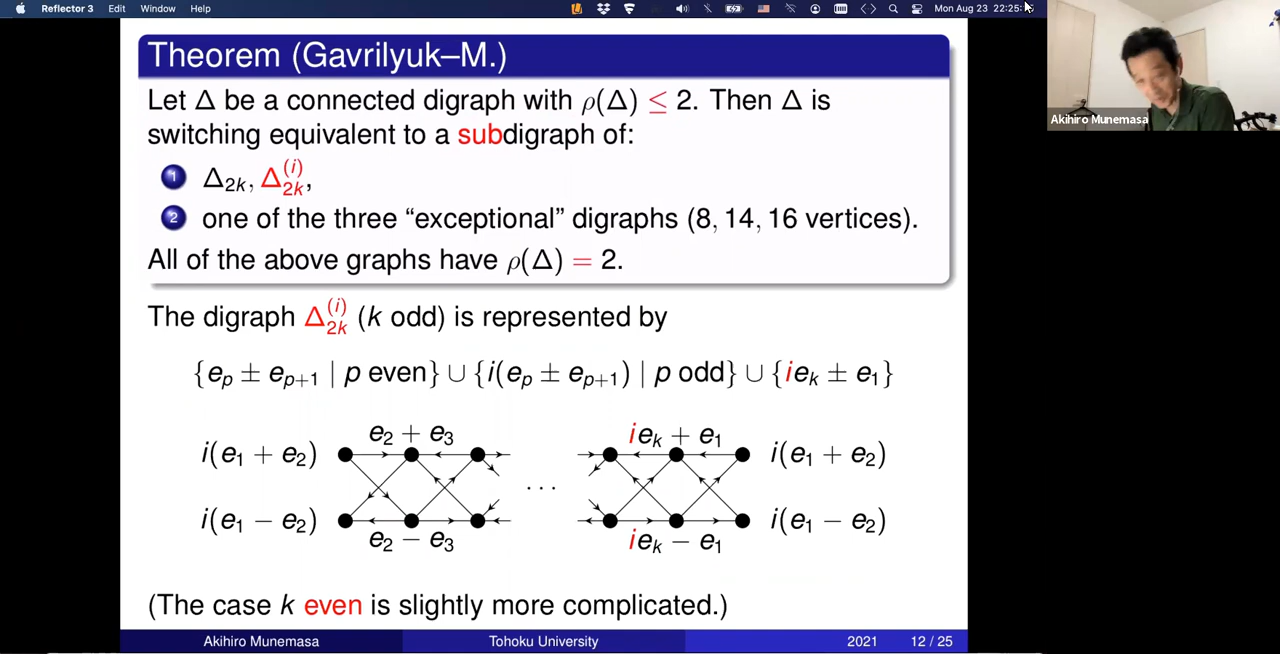 Reflector 3 Edit Window Help
Mon Aug 23 22:25:
Theorem (Gavrilyuk–M.)
Let Δ be a connected digraph with ρ(Δ) ≤ 2. Then Δ is
switching equivalent to a subdigraph of:
1 Δ₂ₖ, Δ₂ₖ⁽ⁱ⁾,
2 one of the three “exceptional” digraphs (8, 14, 16 vertices).
All of the above graphs have ρ(Δ) = 2.
The digraph Δ₂ₖ⁽ⁱ⁾ (k odd) is represented by
{eₚ ± eₚ₊₁ | p even} ∪ {i(eₚ ± eₚ₊₁) | p odd} ∪ {ieₖ ± e₁}
e₂ + e₃ ieₖ + e₁
i(e₁ + e₂) i(e₁ + e₂)
...
i(e₁ − e₂) i(e₁ − e₂)
e₂ − e₃ ieₖ − e₁
(The case k even is slightly more complicated.)
Akihiro Munemasa Tohoku University 2021 12 / 25
Akihiro Munemasa